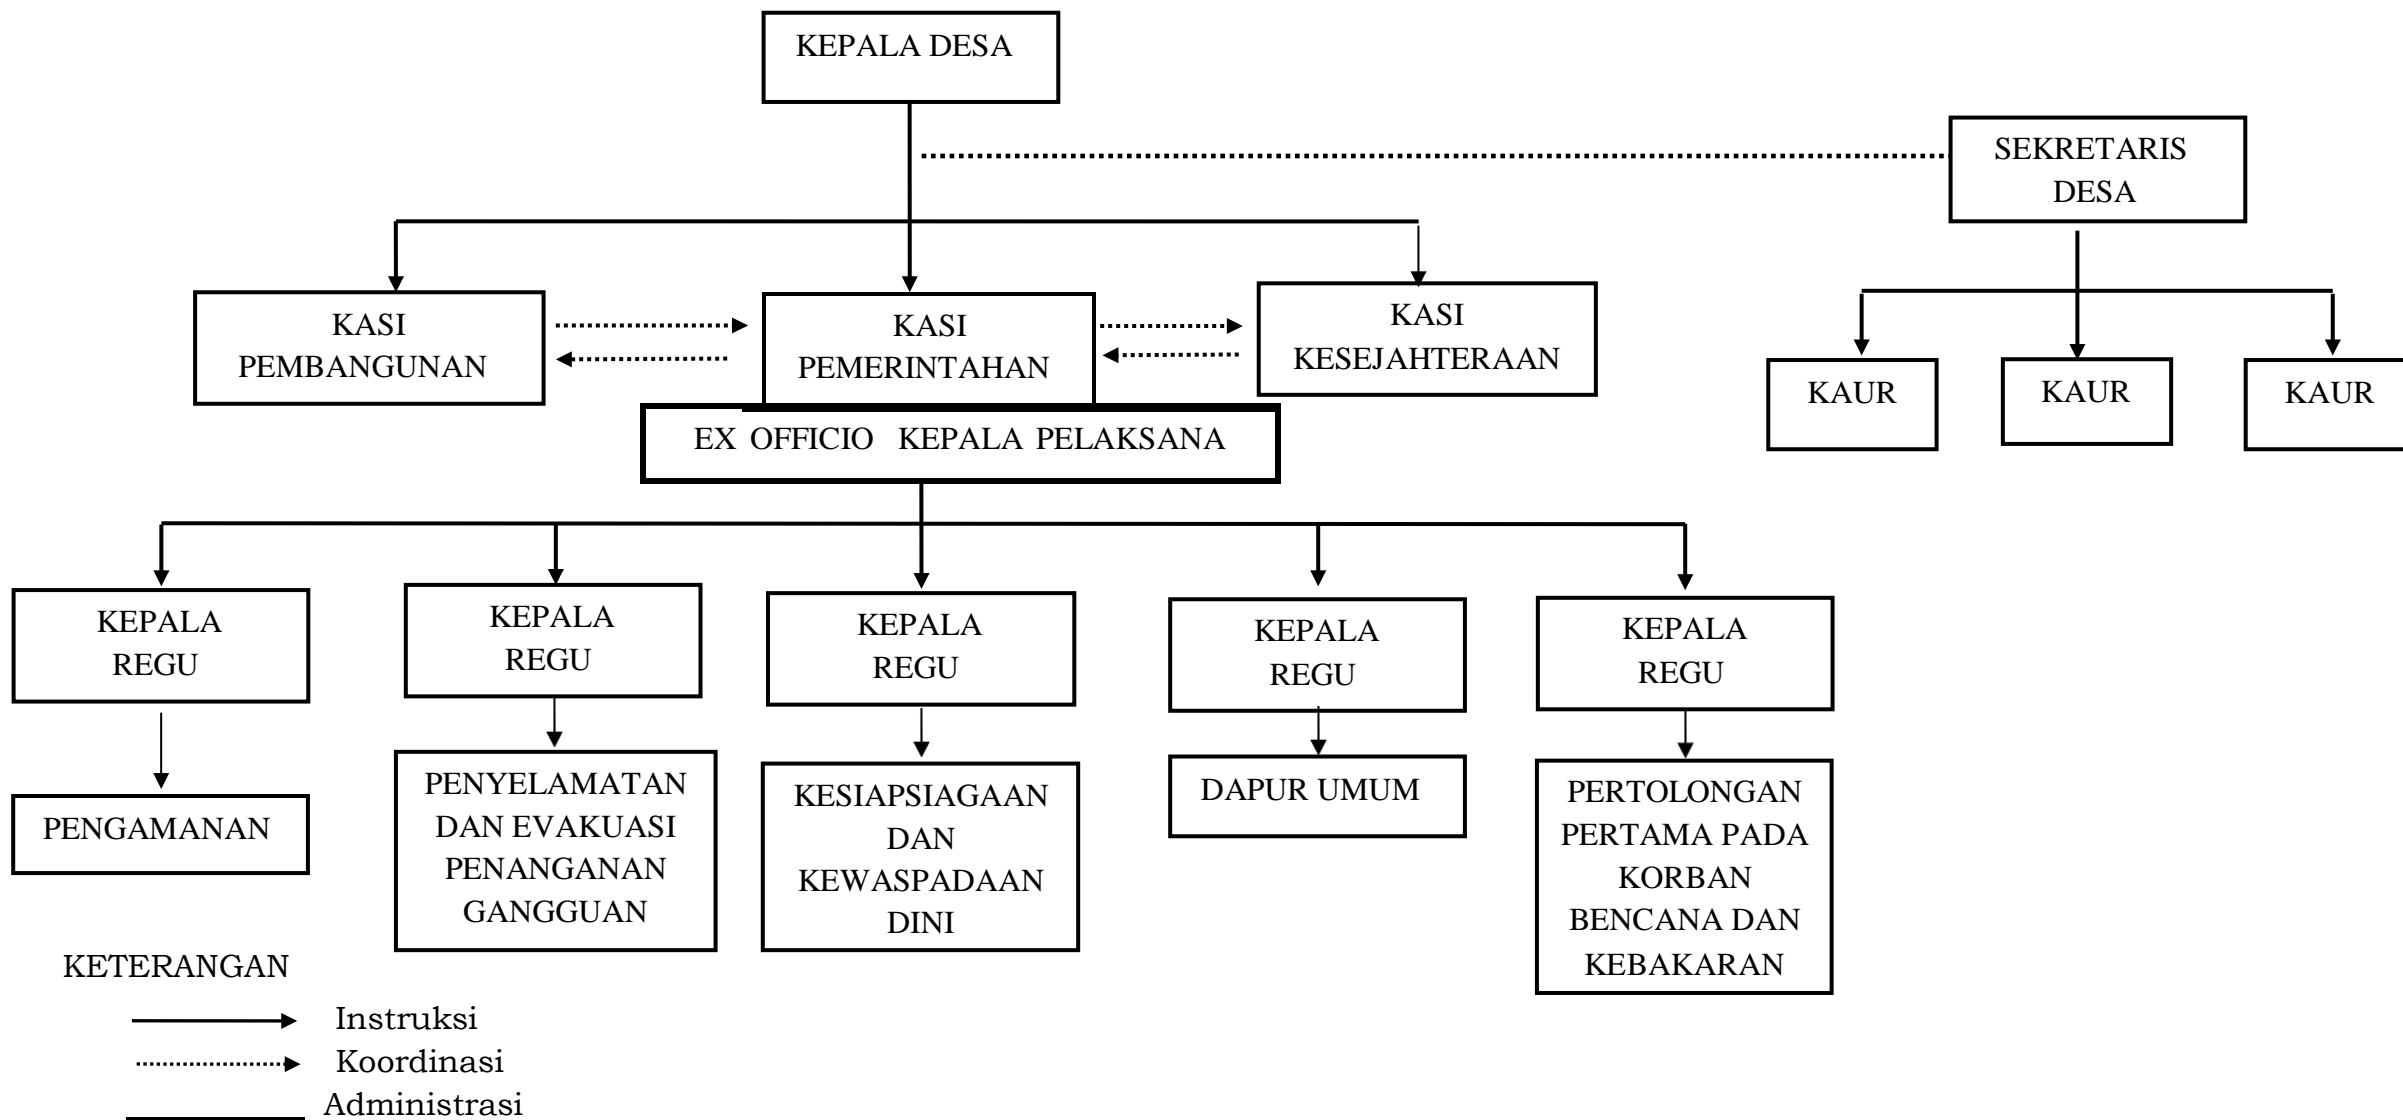 KEPALA DESA
SEKRETARIS
DESA
KASI
PEMBANGUNAN
KASI
PEMERINTAHAN
KASI
KESEJAHTERAAN
KAUR
KAUR
KAUR
EX OFFICIO KEPALA PELAKSANA
KEPALA
REGU
KEPALA
REGU
KEPALA
REGU
KEPALA
REGU
KEPALA
REGU
PENGAMANAN
PENYELAMATAN
DAN EVAKUASI
PENANGANAN
GANGGUAN
KESIAPSIAGAAN
DAN
KEWASPADAAN
DINI
DAPUR UMUM
PERTOLONGAN
PERTAMA PADA
KORBAN
BENCANA DAN
KEBAKARAN
KETERANGAN
Instruksi
Koordinasi
Administrasi